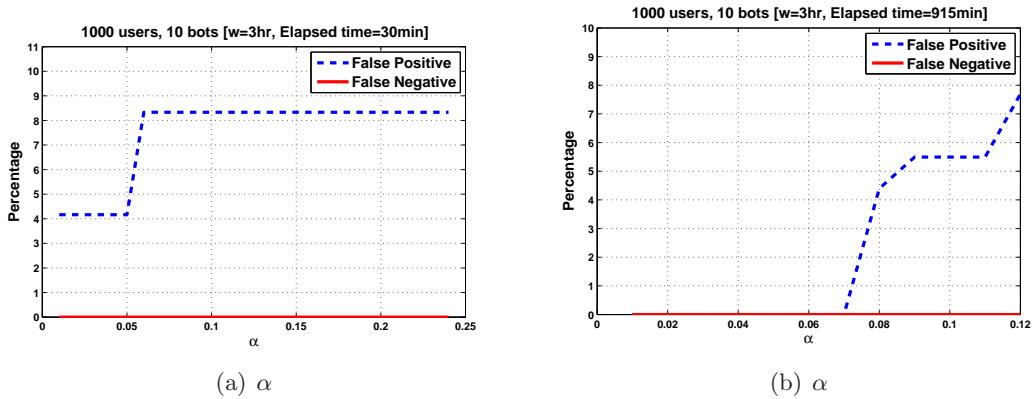 1000 users, 10 bots [w=3hr, Elapsed time=30min]
False Positive
False Negative
Percentage
11
10
9
8
7
6
5
4
3
2
1
0
0 0.05 0.1 0.15 0.2 0.25
α
(a) α
1000 users, 10 bots [w=3hr, Elapsed time=915min]
False Positive
False Negative
Percentage
10
9
8
7
6
5
4
3
2
1
0
0 0.02 0.04 0.06 0.08 0.1 0.12
α
(b) α